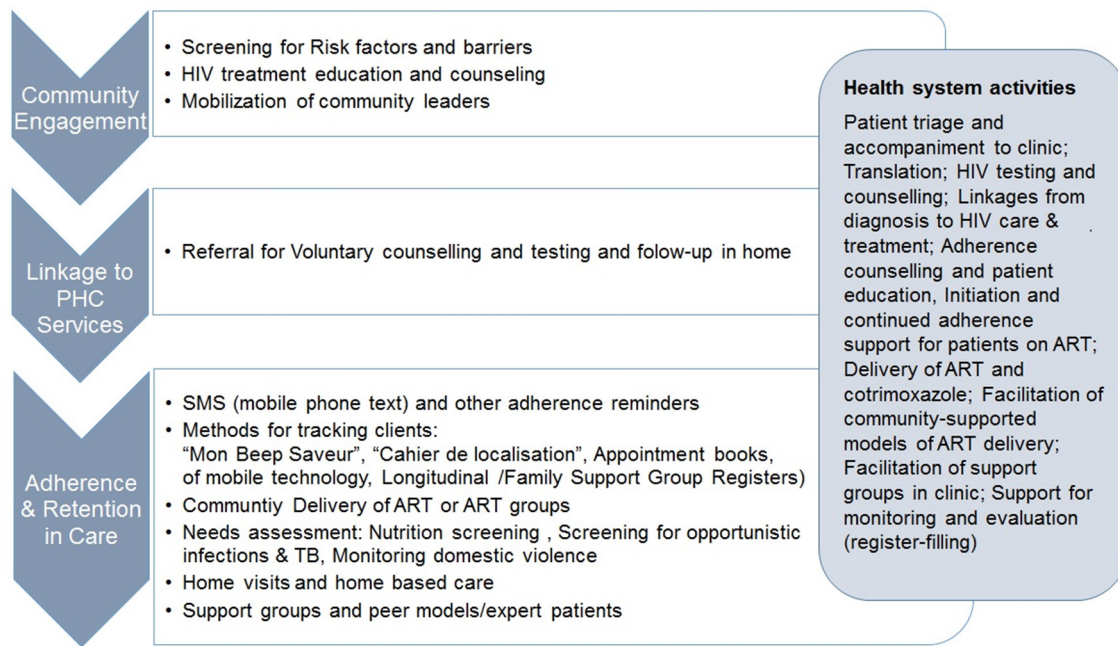 Community
Engagement
• Screening for Risk factors and barriers
• HIV treatment education and counseling
• Mobilization of community leaders
Linkage to
PHC
Services
• Referral for Voluntary counselling and testing and folow-up in home
Adherence
& Retention
in Care
• SMS (mobile phone text) and other adherence reminders
• Methods for tracking clients:
“Mon Beep Saveur”, “Cahier de localisation”, Appointment books,
of mobile technology, Longitudinal /Family Support Group Registers)
• Communtiy Delivery of ART or ART groups
• Needs assessment: Nutrition screening , Screening for opportunistic
infections & TB, Monitoring domestic violence
• Home visits and home based care
• Support groups and peer models/expert patients
Health system activities
Patient triage and
accompaniment to clinic;
Translation; HIV testing and
counselling; Linkages from
diagnosis to HIV care &
treatment; Adherence
counselling and patient
education, Initiation and
continued adherence
support for patients on ART;
Delivery of ART and
cotrimoxazole; Facilitation of
community-supported
models of ART delivery;
Facilitation of support
groups in clinic; Support for
monitoring and evaluation
(register-filling)